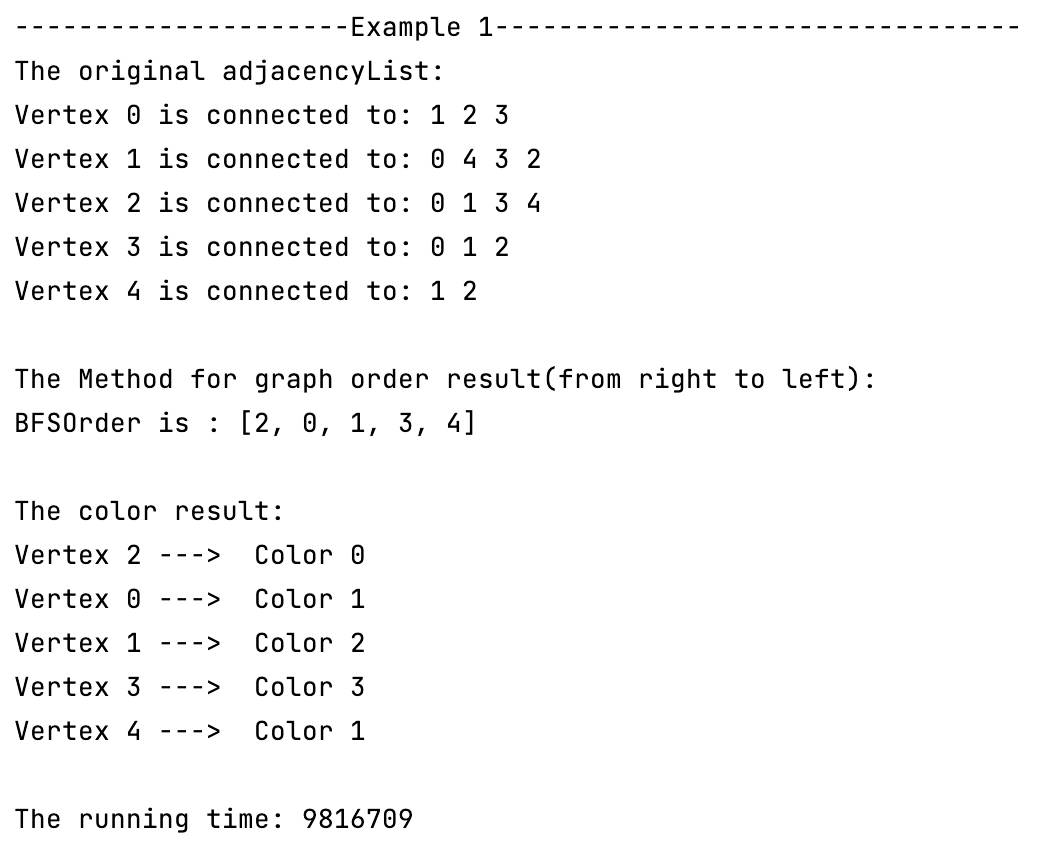 ---------------------Example 1---------------------------------
The original adjacencyList:
Vertex 0 is connected to: 1 2 3
Vertex 1 is connected to: 0 4 3 2
Vertex 2 is connected to: 0 1 3 4
Vertex 3 is connected to: 0 1 2
Vertex 4 is connected to: 1 2
The Method for graph order result(from right to left):
BFSOrder is : [2, 0, 1, 3, 4]
The color result:
Vertex 2 --->  Color 0
Vertex 0 --->  Color 1
Vertex 1 --->  Color 2
Vertex 3 --->  Color 3
Vertex 4 --->  Color 1
The running time: 9816709